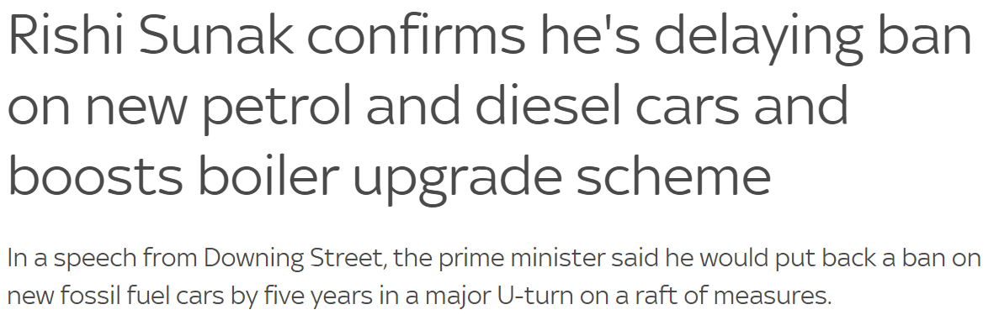 Rishi Sunak confirms he's delaying ban
on new petrol and diesel cars and
boosts boiler upgrade scheme
In a speech from Downing Street, the prime minister said he would put back a ban on
new fossil fuel cars by five years in a major U-turn on a raft of measures.